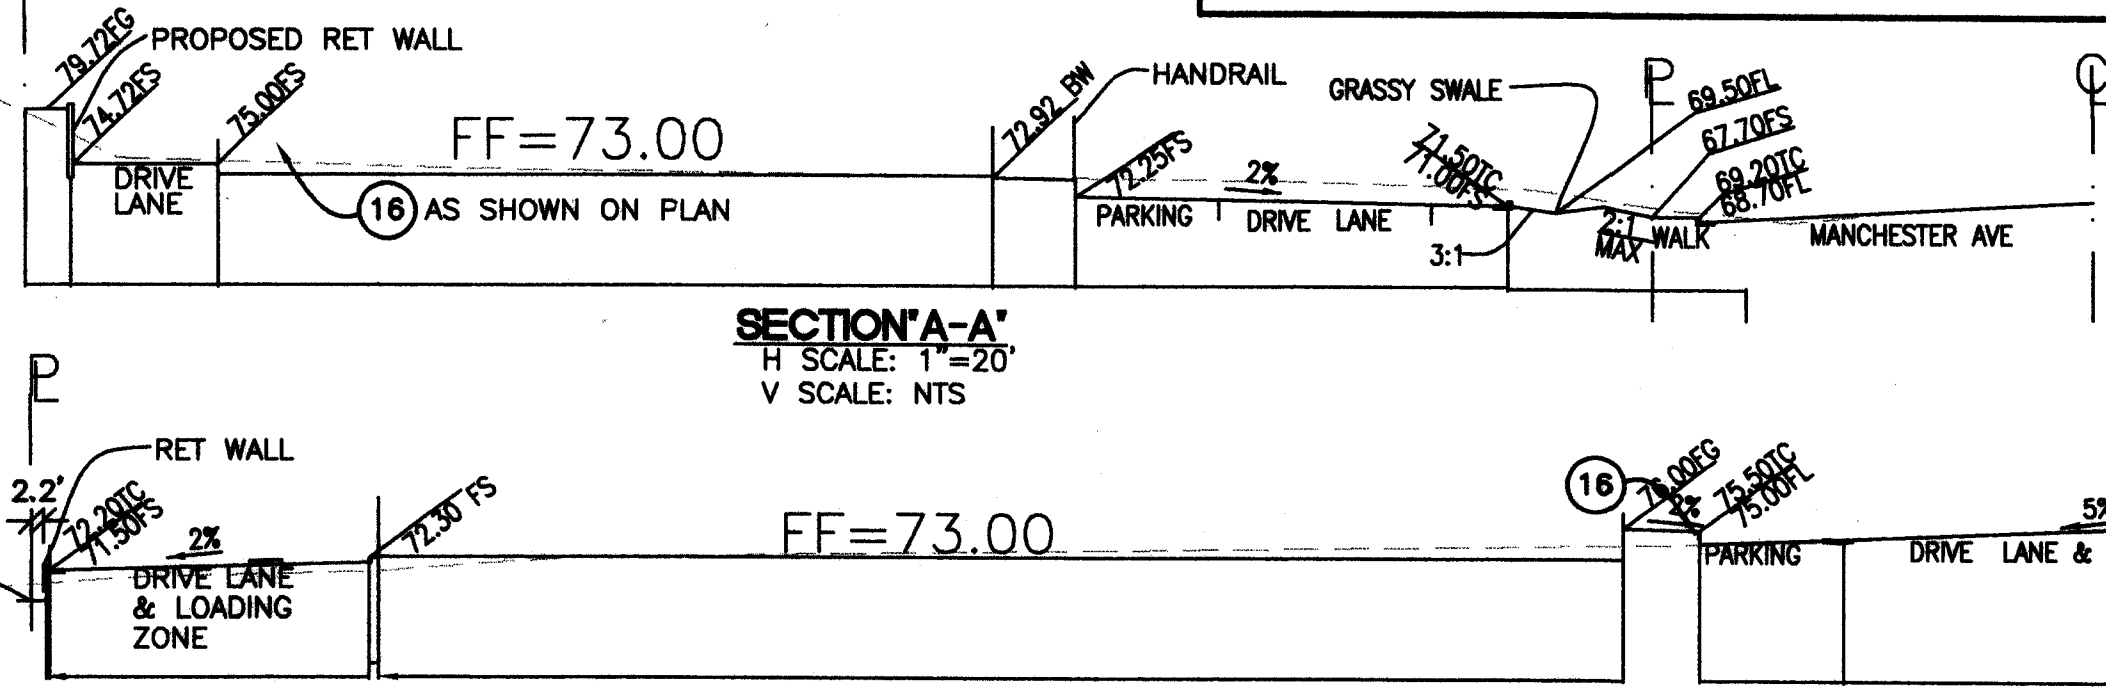 79.72FG
PROPOSED RET WALL
74.72FS
75.00FS
FF=73.00
DRIVE
LANE
16 AS SHOWN ON PLAN
72.92 BW
HANDRAIL
72.25FS
2%
PARKING
DRIVE LANE
GRASSY SWALE
71.50TC
71.00FS
3:1
PL
69.50FL
67.70FS
69.20TC
68.70FL
2:1
MAX
WALK
MANCHESTER AVE
SECTION"A-A"
H SCALE: 1"=20'
V SCALE: NTS
PL
RET WALL
2.2'
72.20TC
71.50FS
2%
DRIVE LANE
& LOADING
ZONE
72.30 FS
FF=73.00
16
76.00FG
2%
75.50TC
75.00FL
PARKING
5%
DRIVE LANE &